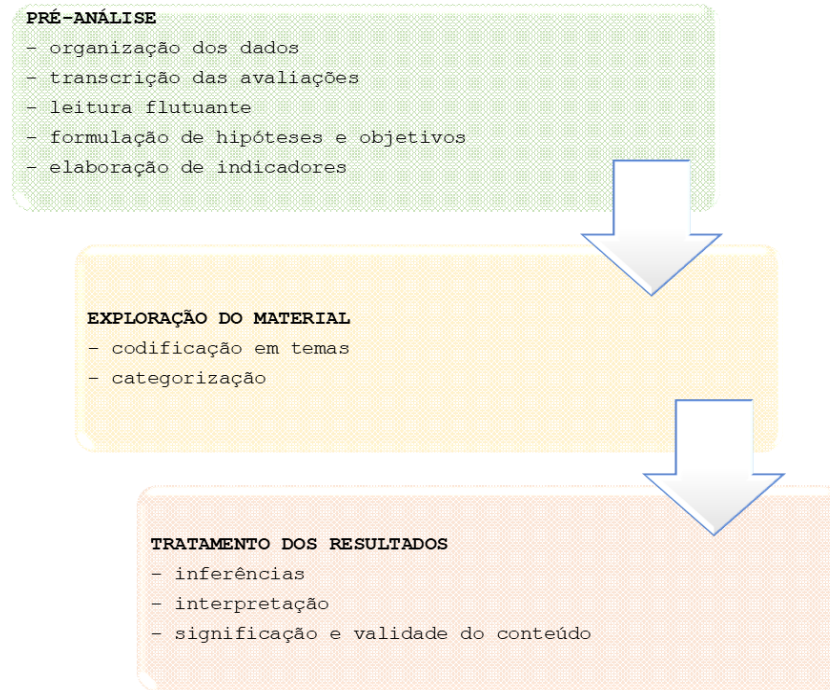 PRÉ-ANÁLISE
- organização dos dados
- transcrição das avaliações
- leitura flutuante
- formulação de hipóteses e objetivos
- elaboração de indicadores
EXPLORAÇÃO DO MATERIAL
- codificação em temas
- categorização
TRATAMENTO DOS RESULTADOS
- inferências
- interpretação
- significação e validade do conteúdo